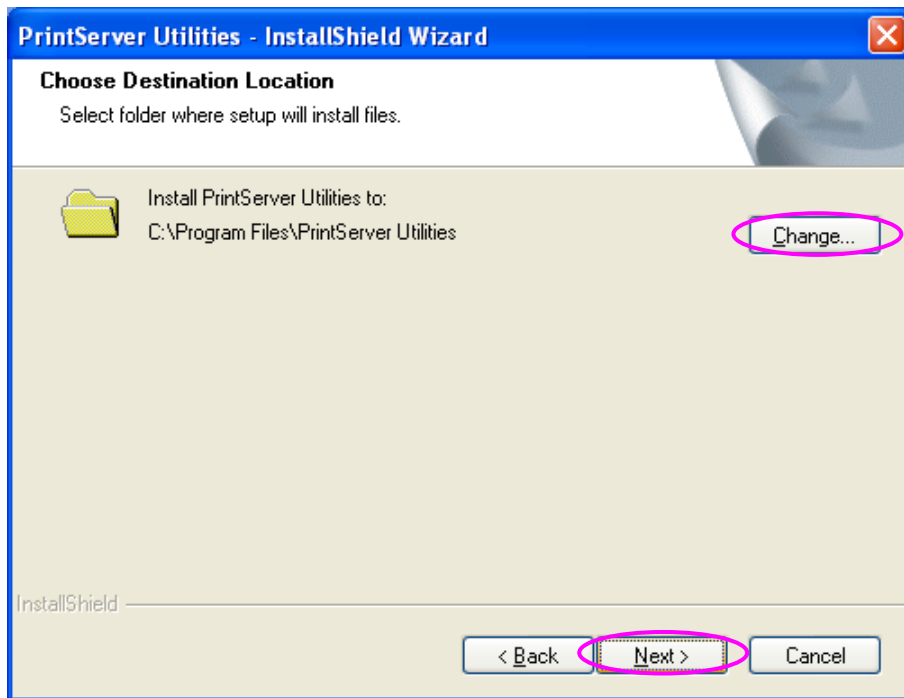 PrintServer Utilities - InstallShield Wizard
Choose Destination Location
Select folder where setup will install files.
Install PrintServer Utilities to:
C:\Program Files\PrintServer Utilities
Change...
InstallShield
< Back
Next >
Cancel